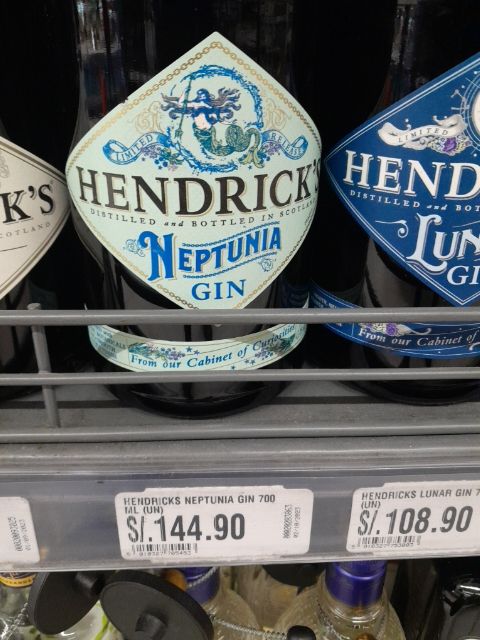 K'S
COTLAND
LIMITED RELEASE
HENDRICK'S
DISTILLED and BOTTLED IN SCOTLAND
NEPTUNIA
GIN
From our Cabinet of Curiosities
LIMITED
HEND
DISTILLED and BOT
LUN
GI
From our Cabinet of
HENDRICKS NEPTUNIA GIN 700
ML (UN)
S/.144.90
HENDRICKS LUNAR GIN 7
(UN)
S/.108.90